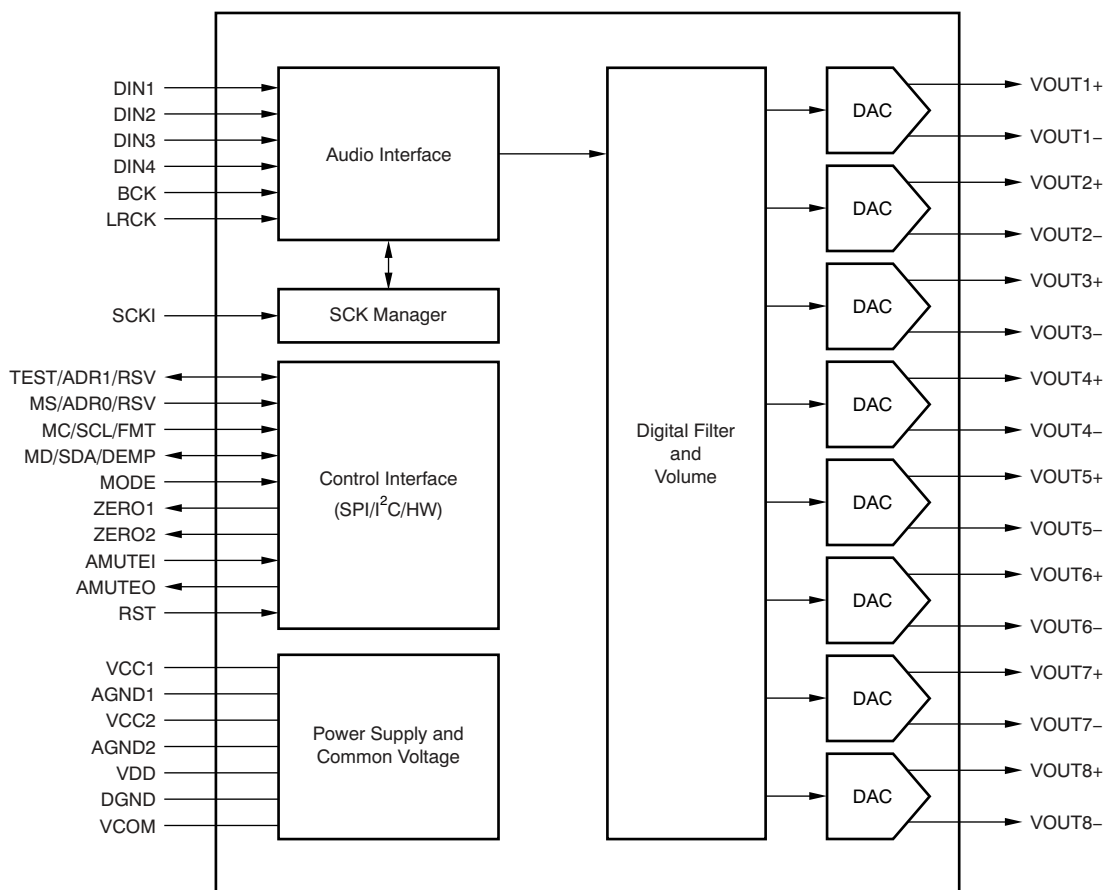 DIN1
DIN2
DIN3
DIN4
BCK
LRCK
Audio Interface
SCKI
SCK Manager
TEST/ADR1/RSV
MS/ADR0/RSV
MC/SCL/FMT
MD/SDA/DEMP
MODE
ZERO1
ZERO2
AMUTEI
AMUTEO
RST
Control Interface
(SPI/I²C/HW)
VCC1
AGND1
VCC2
AGND2
VDD
DGND
VCOM
Power Supply and
Common Voltage
Digital Filter
and
Volume
DAC
VOUT1+
VOUT1−
DAC
VOUT2+
VOUT2−
DAC
VOUT3+
VOUT3−
DAC
VOUT4+
VOUT4−
DAC
VOUT5+
VOUT5−
DAC
VOUT6+
VOUT6−
DAC
VOUT7+
VOUT7−
DAC
VOUT8+
VOUT8−